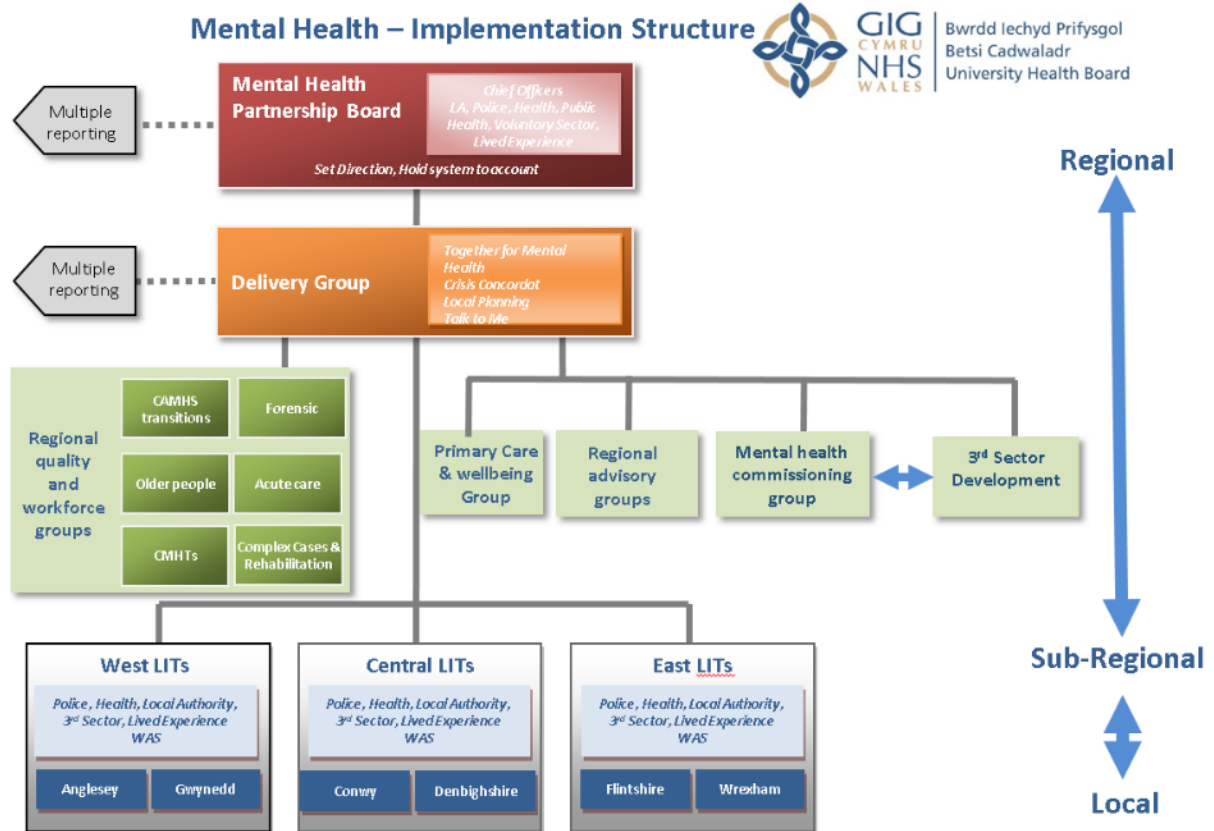 Mental Health – Implementation Structure
GIG
CYMRU
NHS
WALES
Bwrdd Iechyd Prifysgol
Betsi Cadwaladr
University Health Board
Multiple
reporting
Mental Health
Partnership Board
Chief Officers
LA, Police, Health, Public
Health, Voluntary Sector,
Lived Experience
Set Direction, Hold system to account
Regional
Multiple
reporting
Delivery Group
Together for Mental
Health
Crisis Concordat
Local Planning
Talk to Me
Regional
quality
and
workforce
groups
CAMHS
transitions
Forensic
Older people
Acute care
CMHTs
Complex Cases &
Rehabilitation
Primary Care
& wellbeing
Group
Regional
advisory
groups
Mental health
commissioning
group
3rd Sector
Development
Sub-Regional
West LITs
Police, Health, Local Authority,
3rd Sector, Lived Experience
WAS
Anglesey
Gwynedd
Central LITs
Police, Health, Local Authority,
3rd Sector, Lived Experience
WAS
Conwy
Denbighshire
East LITs
Police, Health, Local Authority,
3rd Sector, Lived Experience
WAS
Flintshire
Wrexham
Local